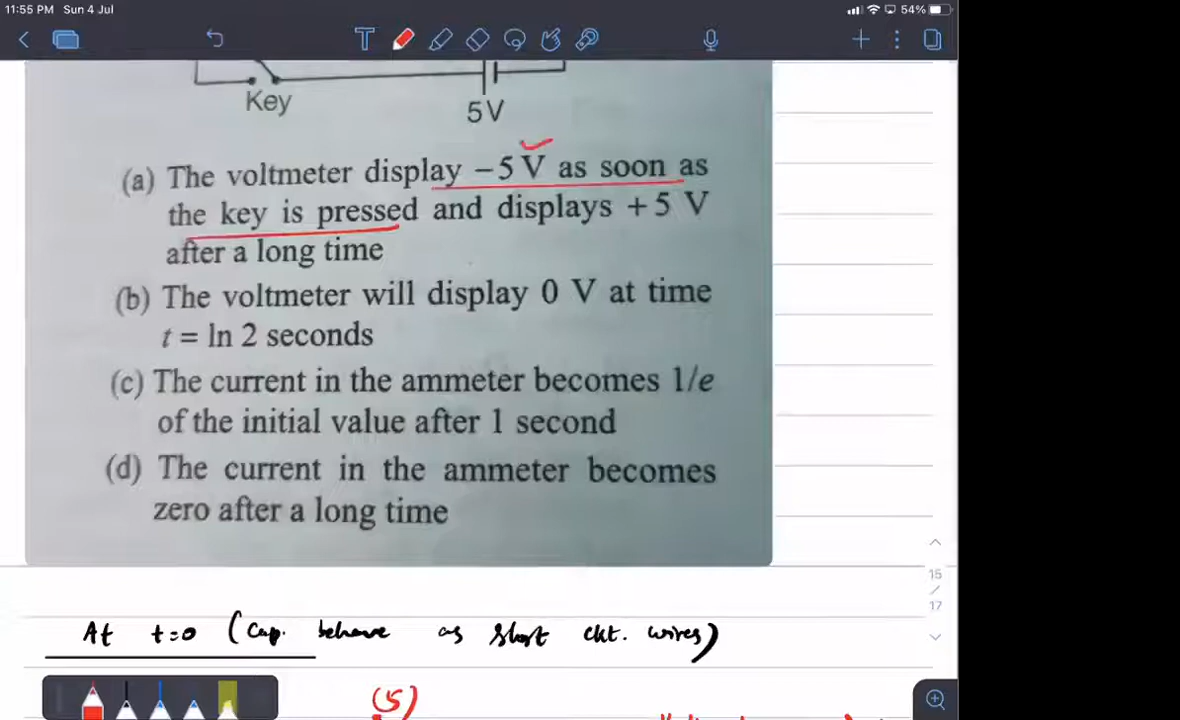 11:55 PM Sun 4 Jul
54%
T
Key
5 V
(a) The voltmeter display −5 V as soon as
the key is pressed and displays +5 V
after a long time
(b) The voltmeter will display 0 V at time
t = ln 2 seconds
(c) The current in the ammeter becomes 1/e
of the initial value after 1 second
(d) The current in the ammeter becomes
zero after a long time
15
/
17
At t=0 (Cap. behave as short ckt. wires)
(5)